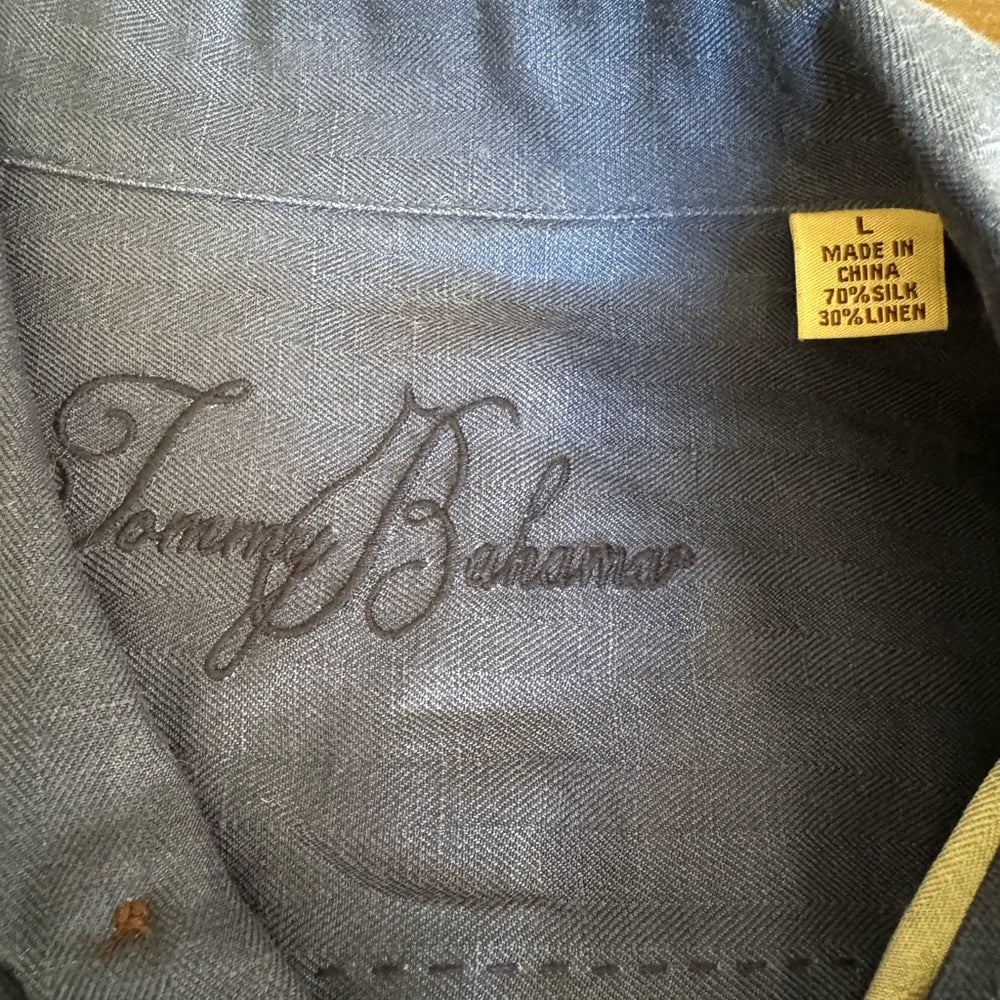 L
MADE IN
CHINA
70% SILK
30% LINEN
Tommy Bahama